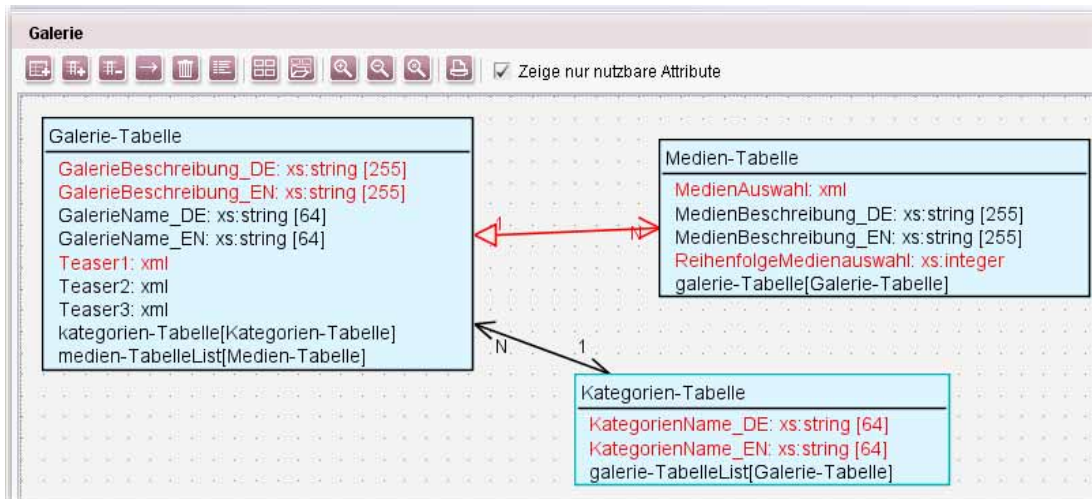 Galerie
Zeige nur nutzbare Attribute
Galerie-Tabelle
GalerieBeschreibung_DE: xs:string [255]
GalerieBeschreibung_EN: xs:string [255]
GalerieName_DE: xs:string [64]
GalerieName_EN: xs:string [64]
Teaser1: xml
Teaser2: xml
Teaser3: xml
kategorien-Tabelle[Kategorien-Tabelle]
medien-TabelleList[Medien-Tabelle]
1
N
Medien-Tabelle
MedienAuswahl: xml
MedienBeschreibung_DE: xs:string [255]
MedienBeschreibung_EN: xs:string [255]
ReihenfolgeMedienauswahl: xs:integer
galerie-Tabelle[Galerie-Tabelle]
N
1
Kategorien-Tabelle
KategorienName_DE: xs:string [64]
KategorienName_EN: xs:string [64]
galerie-TabelleList[Galerie-Tabelle]